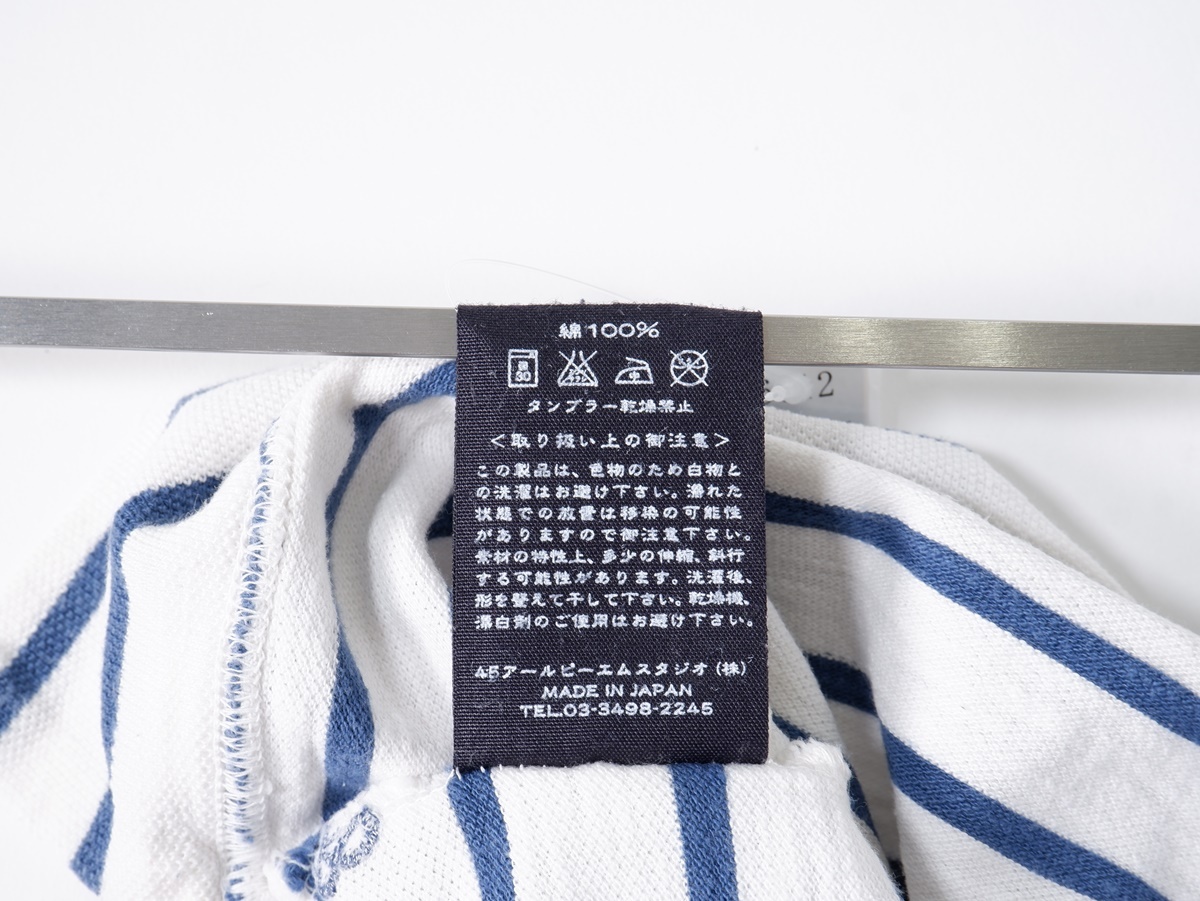 綿100%
30
タンブラー乾燥禁止
<取り扱い上の御注意>
この製品は、色物のため白物と
の洗濯はお避け下さい。濡れた
状態での放置は移染の可能性
がありますので御注意下さい。
素材の特性上、多少の伸縮、斜行
する可能性があります。洗濯後、
形を整えて干して下さい。乾燥機、
漂白剤のご使用はお避け下さい。
45アールピーエムスタジオ(株)
MADE IN JAPAN
TEL.03-3498-2245
2